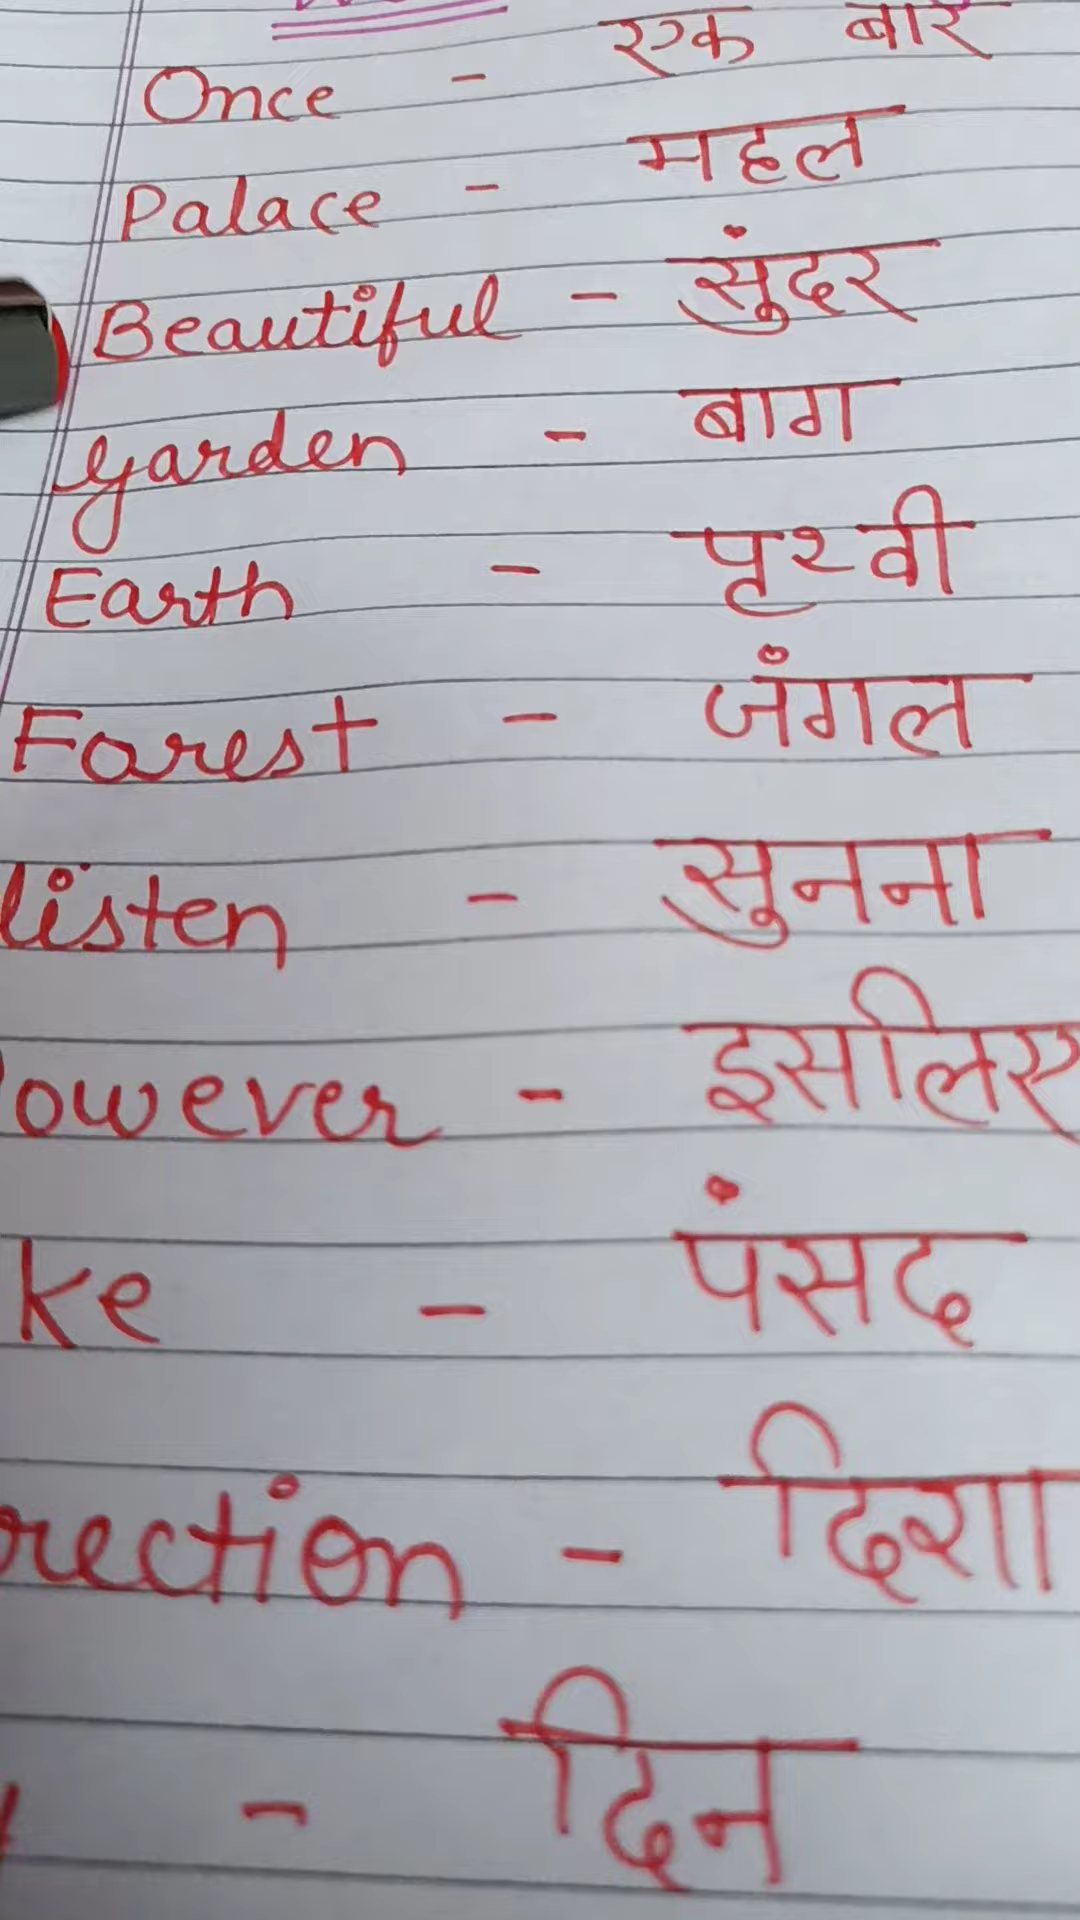 Once - एक बार
Palace - महल
Beautiful - सुंदर
garden - बाग
Earth - पृथ्वी
Forest - जंगल
listen - सुनना
owever - इसलिए
ke - पंसद
rection - दिशा
- दिन